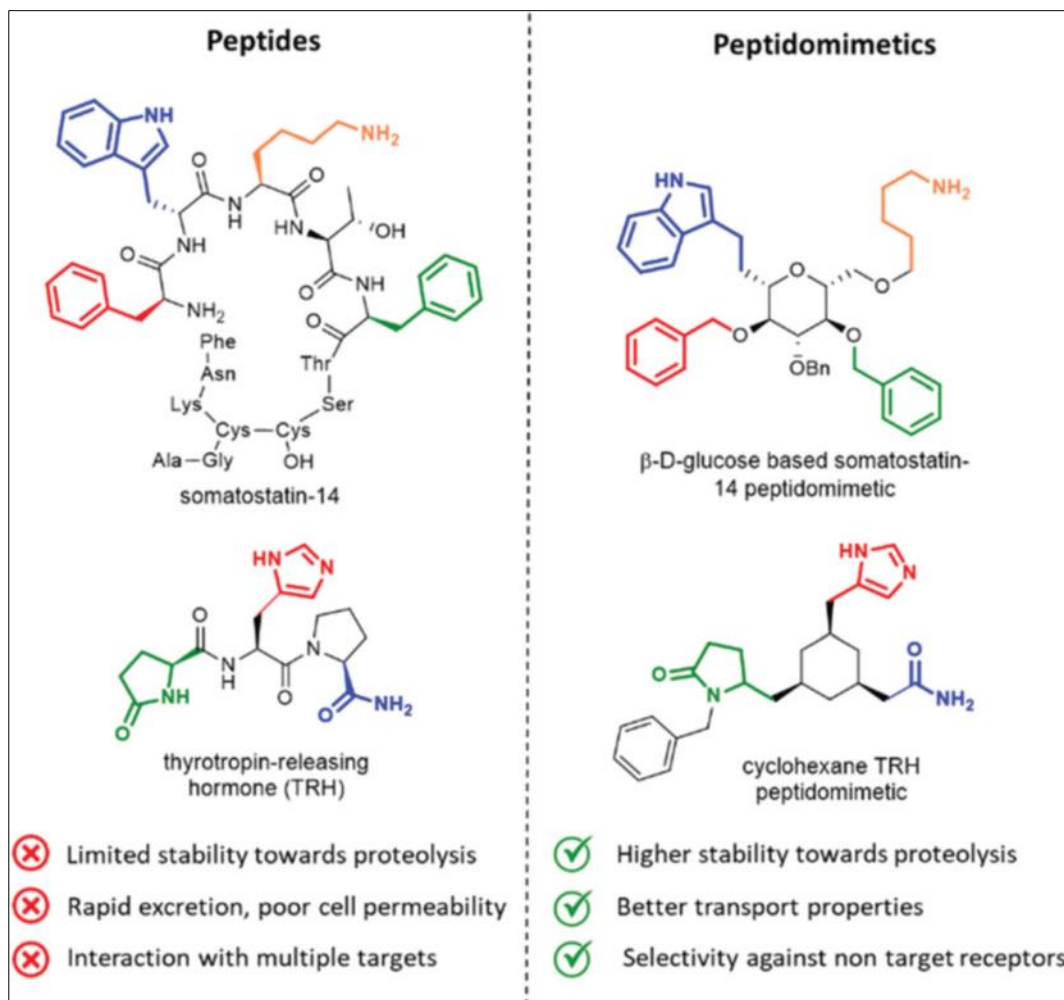 Peptides
NH
O
NH2
N
H
O
O
HN
OH
O
NH
O
NH
NH2
O
O
Phe
Asn
Thr
Lys
Ser
Cys
Cys
Ala
Gly
OH
somatostatin-14
HN
N
O
N
N
H
O
NH
O
O
NH2
thyrotropin-releasing
hormone (TRH)
Limited stability towards proteolysis
Rapid excretion, poor cell permeability
Interaction with multiple targets
Peptidomimetics
HN
NH2
O
O
O
O
OBn
β-D-glucose based somatostatin-
14 peptidomimetic
HN
N
O
O
N
NH2
cyclohexane TRH
peptidomimetic
Higher stability towards proteolysis
Better transport properties
Selectivity against non target receptors